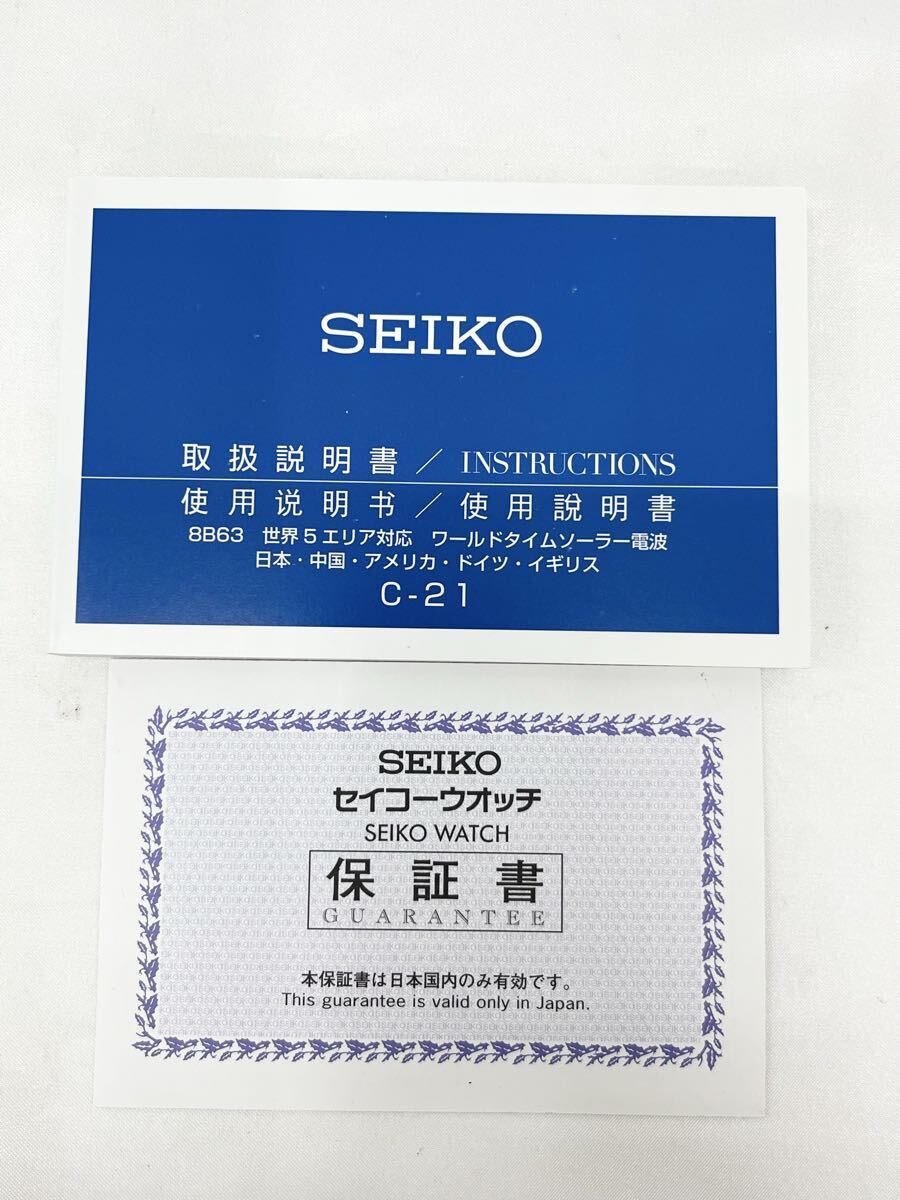 SEIKO
取扱説明書／INSTRUCTIONS
使用说明书／使用說明書
8B63　世界5エリア対応　ワールドタイムソーラー電波
日本・中国・アメリカ・ドイツ・イギリス
C-21
SEIKO
セイコーウオッチ
SEIKO WATCH
保証書
GUARANTEE
本保証書は日本国内のみ有効です。
This guarantee is valid only in Japan.